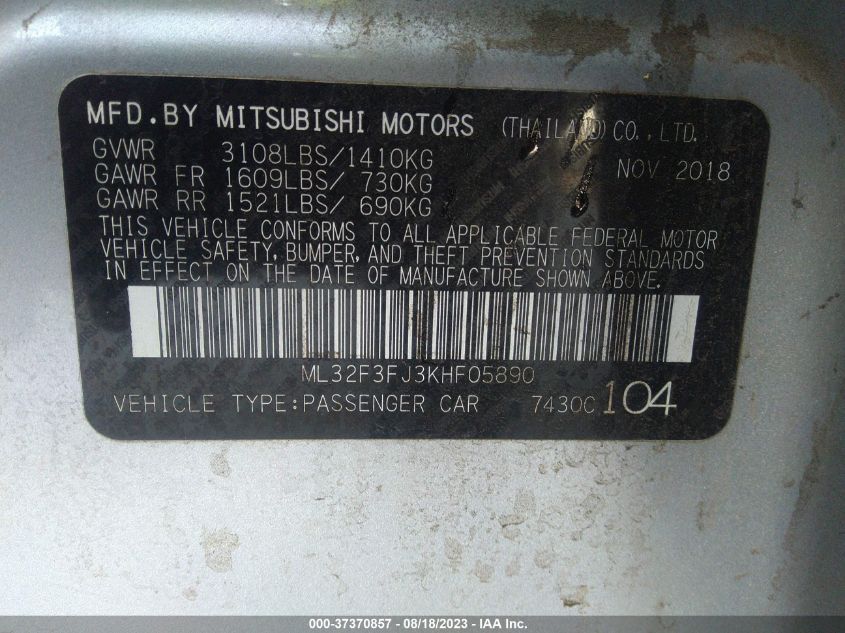 MFD.BY MITSUBISHI MOTORS (THAILAND) CO., LTD.
GVWR 3108LBS/1410KG NOV 2018
GAWR FR 1609LBS/ 730KG
GAWR RR 1521LBS/ 690KG
THIS VEHICLE CONFORMS TO ALL APPLICABLE FEDERAL MOTOR
VEHICLE SAFETY, BUMPER, AND THEFT PREVENTION STANDARDS
IN EFFECT ON THE DATE OF MANUFACTURE SHOWN ABOVE.
ML32F3FJ3KHF05890
VEHICLE TYPE:PASSENGER CAR 7430C 104
000-37370857 / 08/18/2023 - IAA Inc.